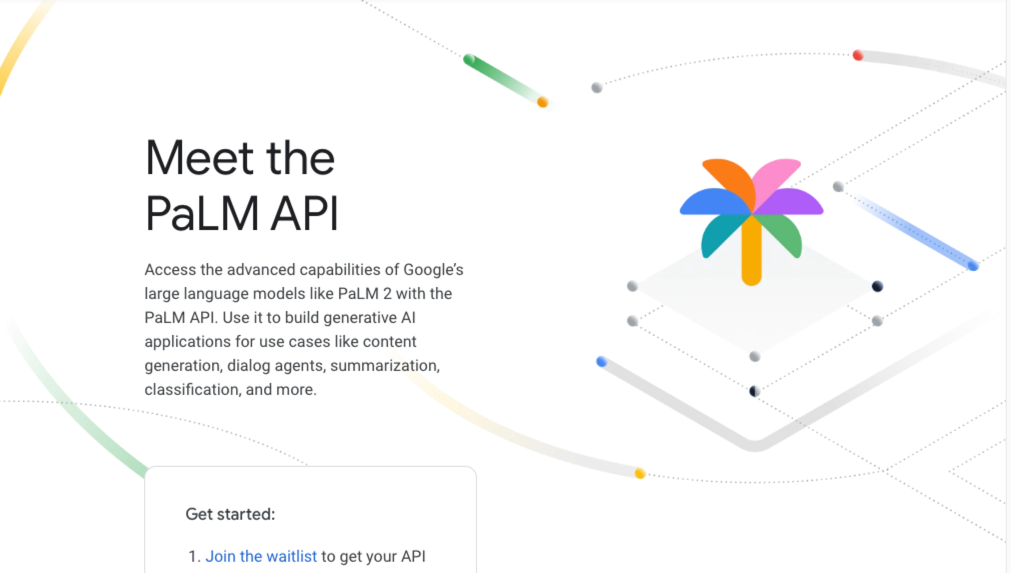 Meet the
PaLM API
Access the advanced capabilities of Google’s
large language models like PaLM 2 with the
PaLM API. Use it to build generative AI
applications for use cases like content
generation, dialog agents, summarization,
classification, and more.
Get started:
1. Join the waitlist to get your API